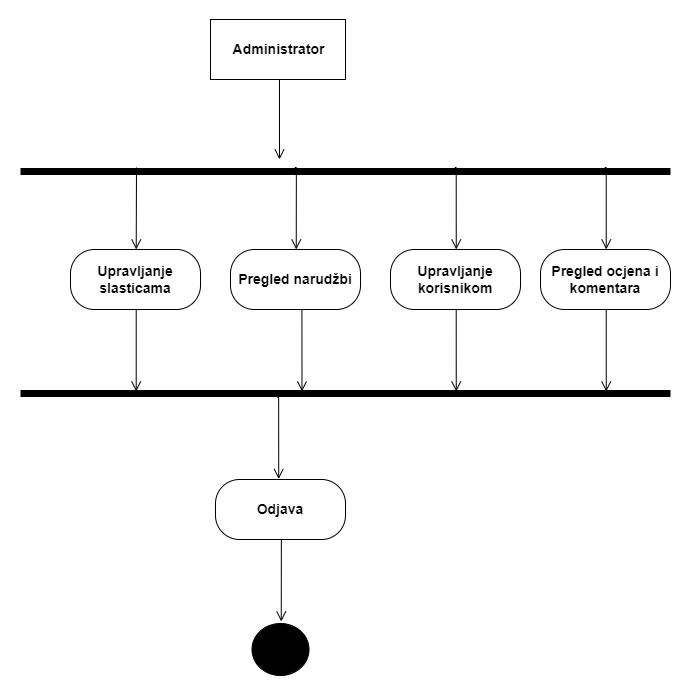 Administrator
Upravljanje
slasticama
Pregled narudžbi
Upravljanje
korisnikom
Pregled ocjena i
komentara
Odjava